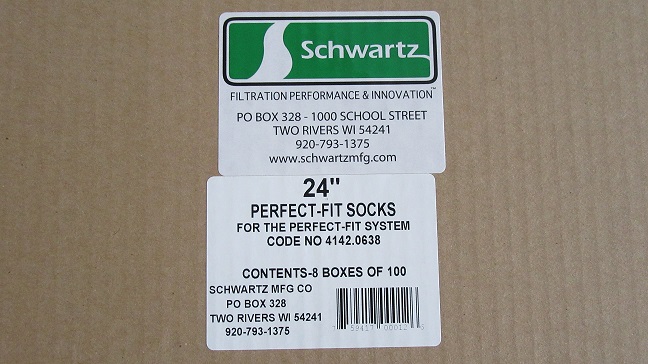 Schwartz
FILTRATION PERFORMANCE & INNOVATION™
PO BOX 328 - 1000 SCHOOL STREET
TWO RIVERS WI 54241
920-793-1375
www.schwartzmfg.com
24"
PERFECT-FIT SOCKS
FOR THE PERFECT-FIT SYSTEM
CODE NO 4142.0638
CONTENTS-8 BOXES OF 100
SCHWARTZ MFG CO
PO BOX 328
TWO RIVERS WI 54241
920-793-1375
59417 00012